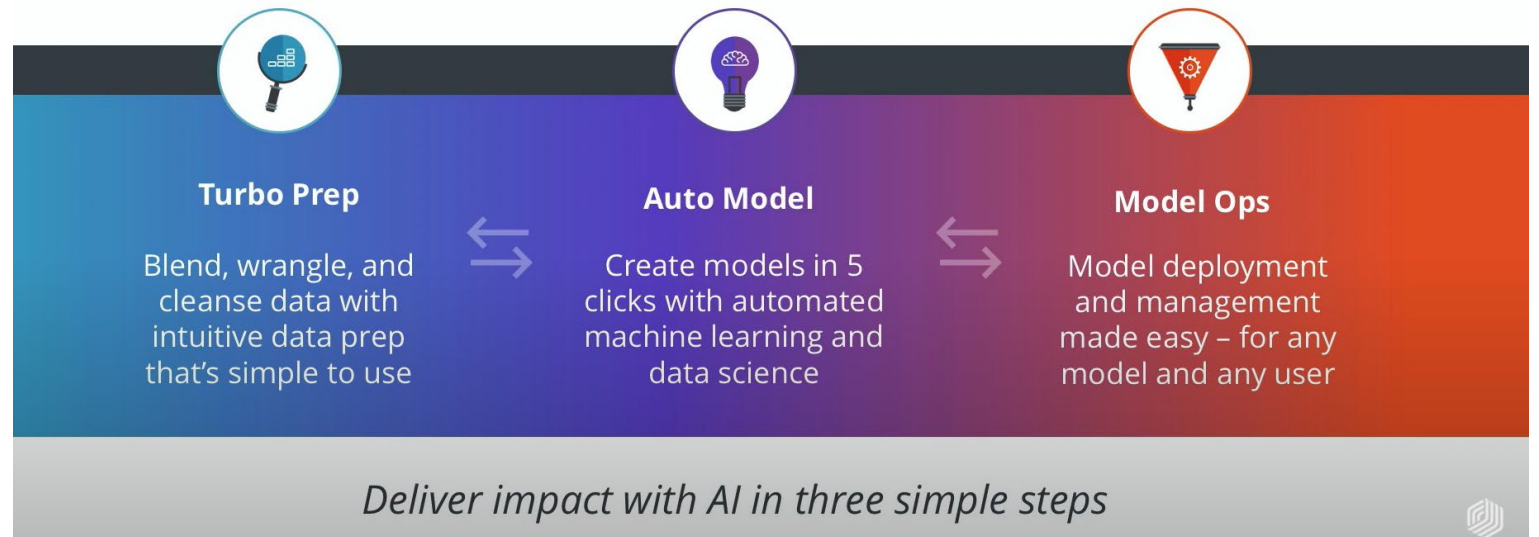 Turbo Prep
Blend, wrangle, and
cleanse data with
intuitive data prep
that's simple to use
Auto Model
Create models in 5
clicks with automated
machine learning and
data science
Model Ops
Model deployment
and management
made easy – for any
model and any user
Deliver impact with AI in three simple steps